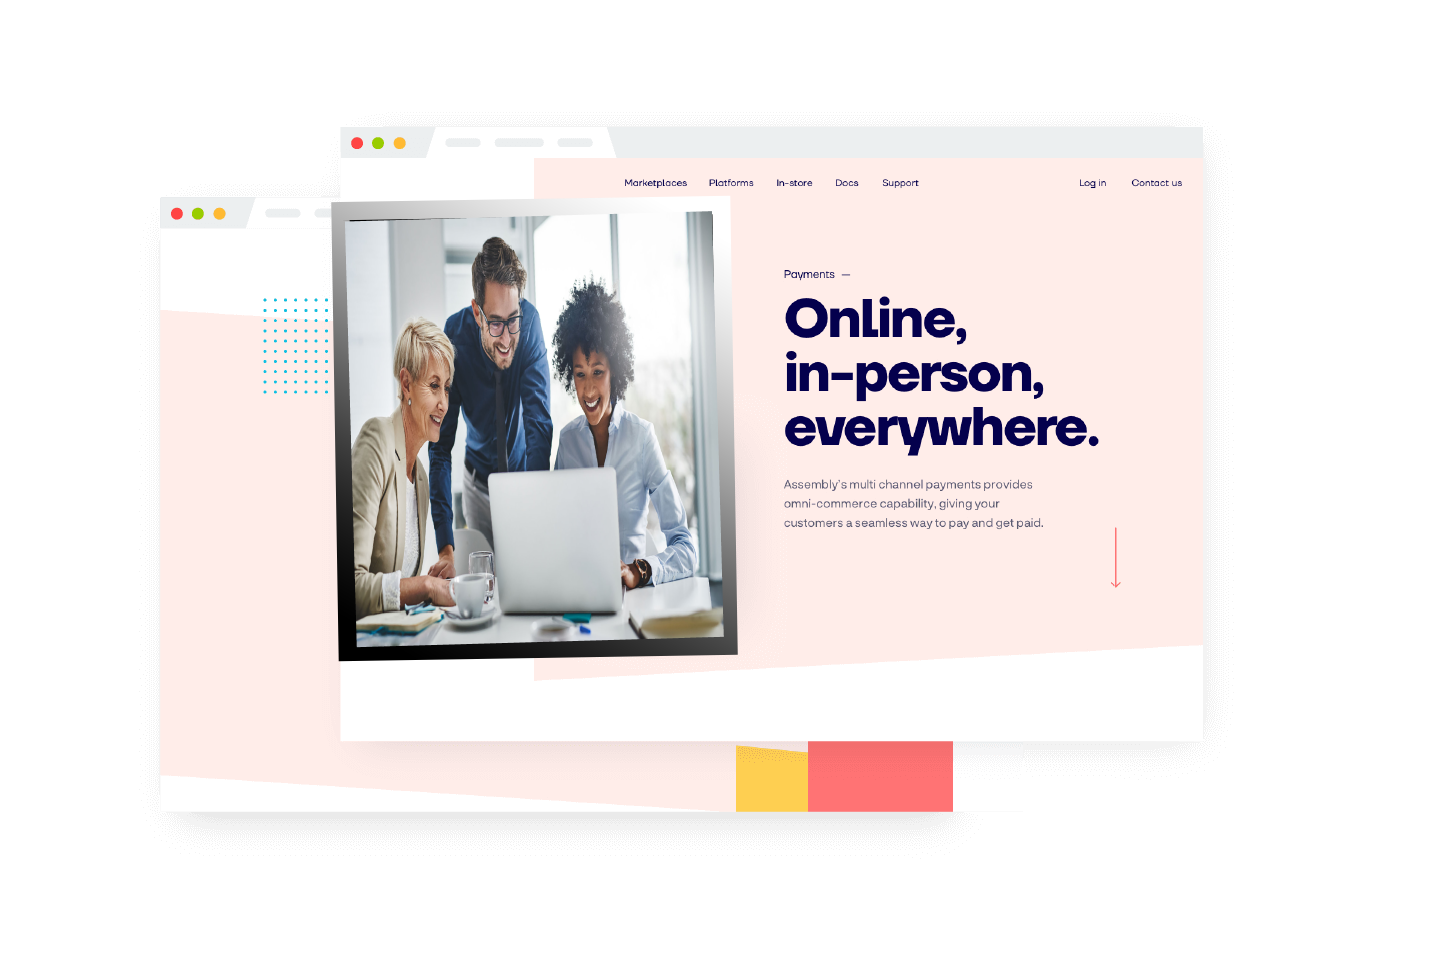 Marketplaces Platforms In-store Docs Support Log in Contact us
Payments —
Online,
in-person,
everywhere.
Assembly's multi channel payments provides
omni-commerce capability, giving your
customers a seamless way to pay and get paid.